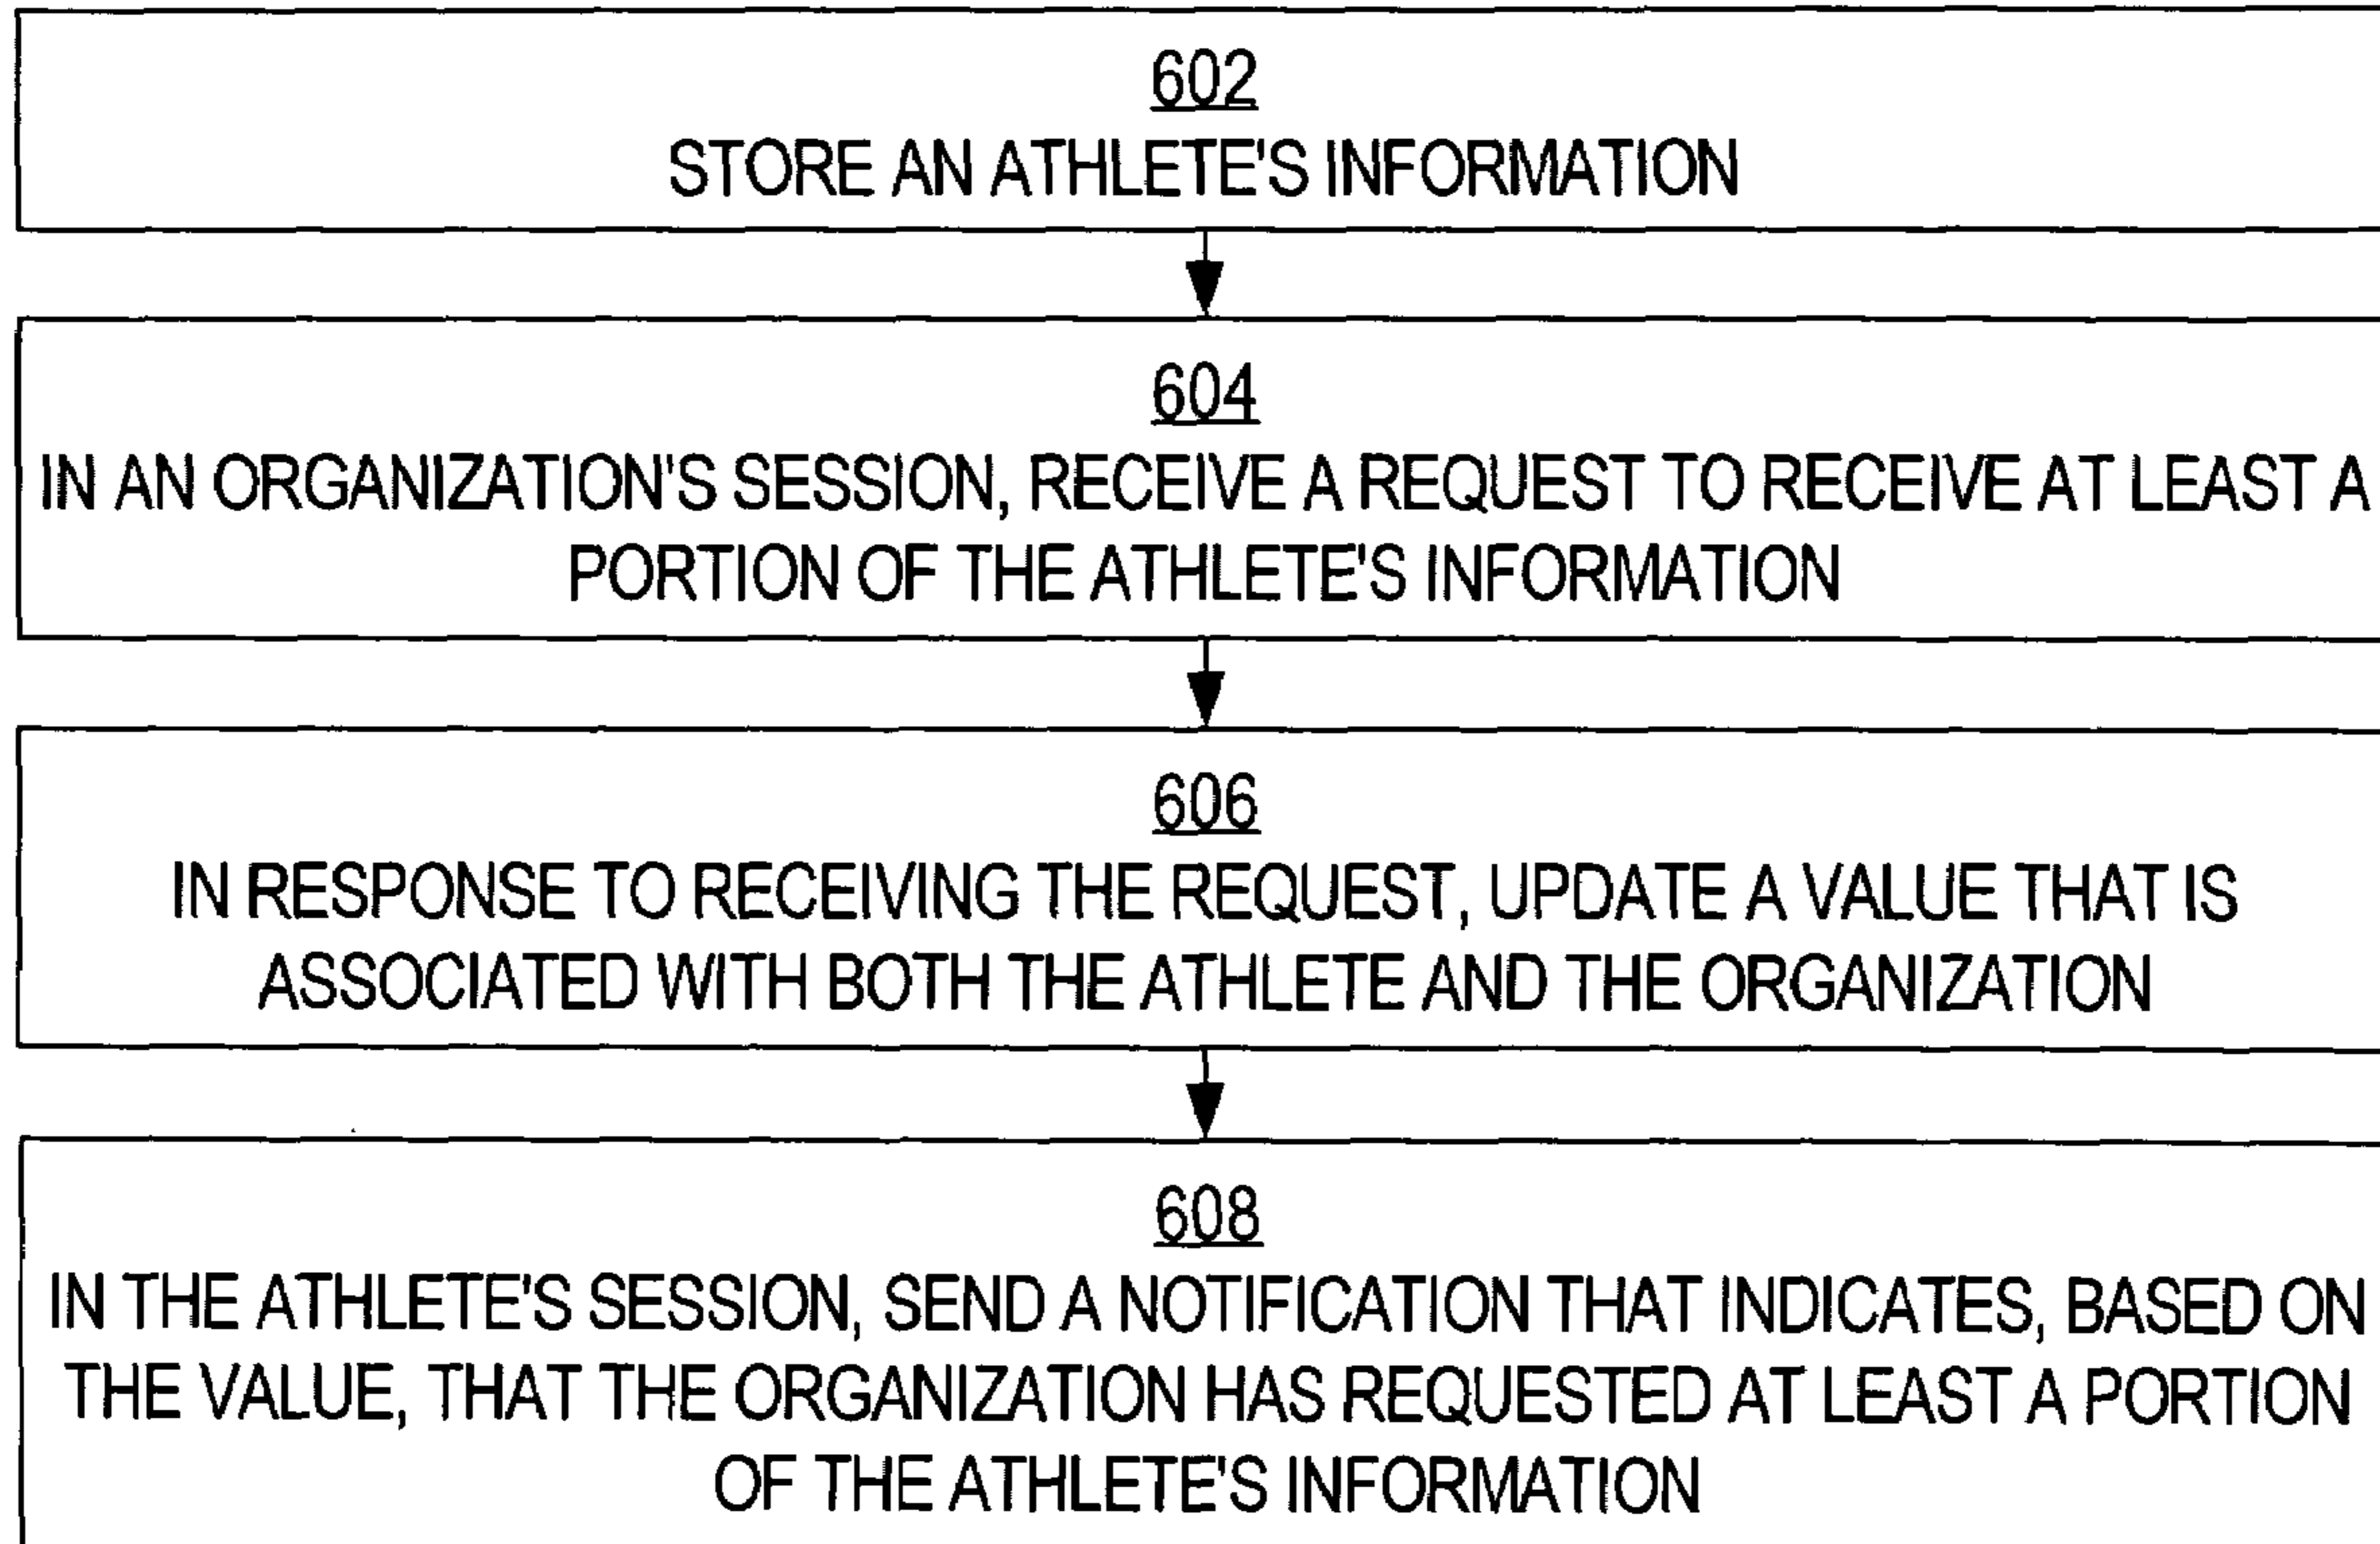 602
STORE AN ATHLETE'S INFORMATION
604
IN AN ORGANIZATION'S SESSION, RECEIVE A REQUEST TO RECEIVE AT LEAST A
PORTION OF THE ATHLETE'S INFORMATION
606
IN RESPONSE TO RECEIVING THE REQUEST, UPDATE A VALUE THAT IS
ASSOCIATED WITH BOTH THE ATHLETE AND THE ORGANIZATION
608
IN THE ATHLETE'S SESSION, SEND A NOTIFICATION THAT INDICATES, BASED ON
THE VALUE, THAT THE ORGANIZATION HAS REQUESTED AT LEAST A PORTION
OF THE ATHLETE'S INFORMATION